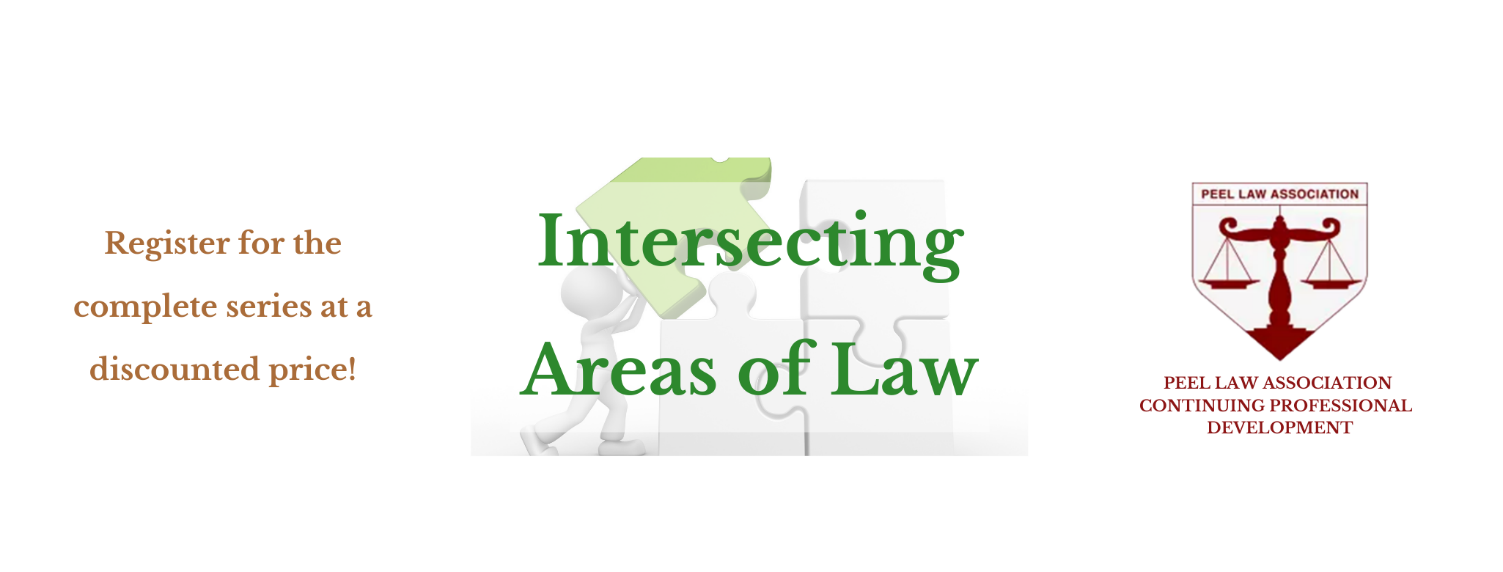 Register for the
complete series at a
discounted price!
Intersecting
Areas of Law
PEEL LAW ASSOCIATION
PEEL LAW ASSOCIATION
CONTINUING PROFESSIONAL
DEVELOPMENT